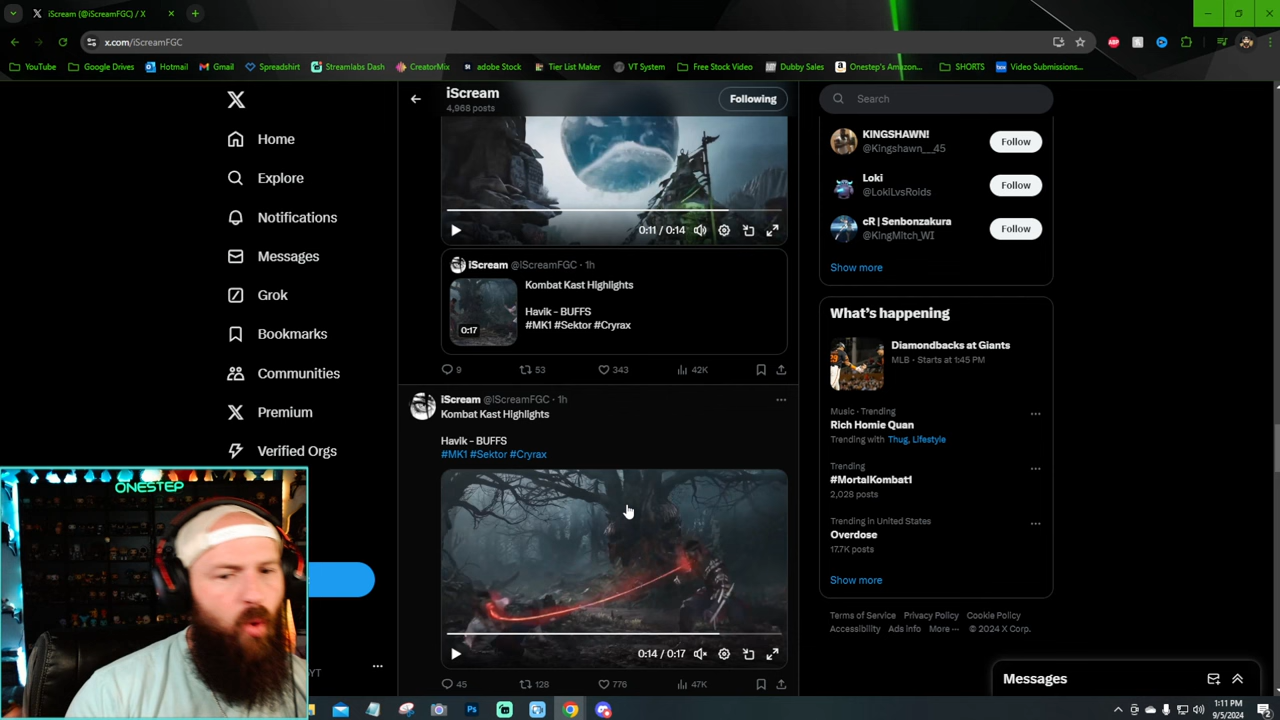 iScream (@iScreamFGC) / X
x.com/iScreamFGC
YouTube
Google Drives
Hotmail
Gmail
Spreadshirt
Streamlabs Dash
CreatorMix
adobe Stock
Tier List Maker
VT System
Free Stock Video
Dubby Sales
Onestep's Amazon...
SHORTS
Video Submissions...
Home
Explore
Notifications
Messages
Grok
Bookmarks
Communities
Premium
Verified Orgs
iScream
4,968 posts
Following
0:11 / 0:14
iScream @iScreamFGC · 1h
Kombat Kast Highlights
Havik - BUFFS
#MK1 #Sektor #Cryrax
0:17
9
53
343
42K
iScream @iScreamFGC · 1h
Kombat Kast Highlights
Havik - BUFFS
#MK1 #Sektor #Cryrax
0:14 / 0:17
45
128
776
47K
Search
KINGSHAWN!
@Kingshawn___45
Follow
Loki
@LokiLvsRoids
Follow
cR | Senbonzakura
@KingMitch_WI
Follow
Show more
What's happening
Diamondbacks at Giants
MLB · Starts at 1:45 PM
Music · Trending
Rich Homie Quan
Trending with Thug, Lifestyle
Trending
#MortalKombat1
2,028 posts
Trending in United States
Overdose
17.7K posts
Show more
Terms of Service Privacy Policy Cookie Policy
Accessibility Ads info More ··· © 2024 X Corp.
Messages
ONESTEP
YT
1:11 PM
9/5/2024